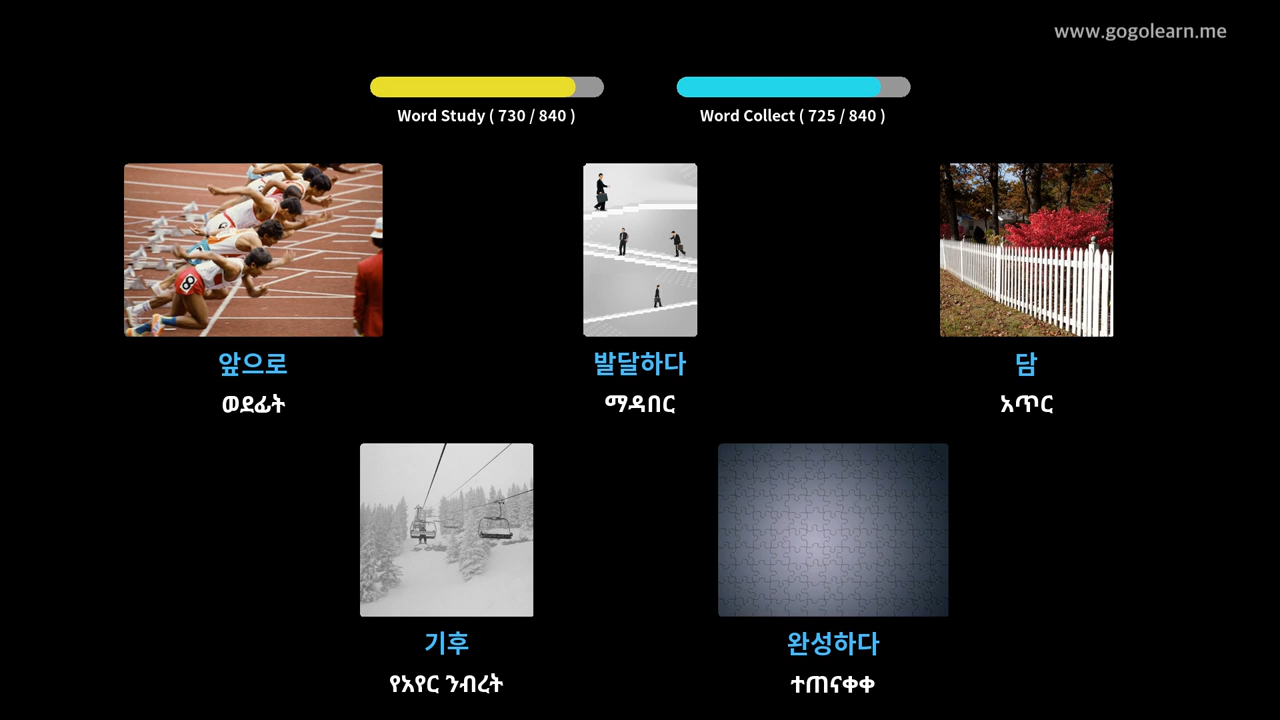 www.gogolearn.me
Word Study ( 730 / 840 )
Word Collect ( 725 / 840 )
앞으로
발달하다
담
ወደፊት
ማዳበር
አጥር
8
기후
완성하다
የአየር ንብረት
ተጠናቀቀ